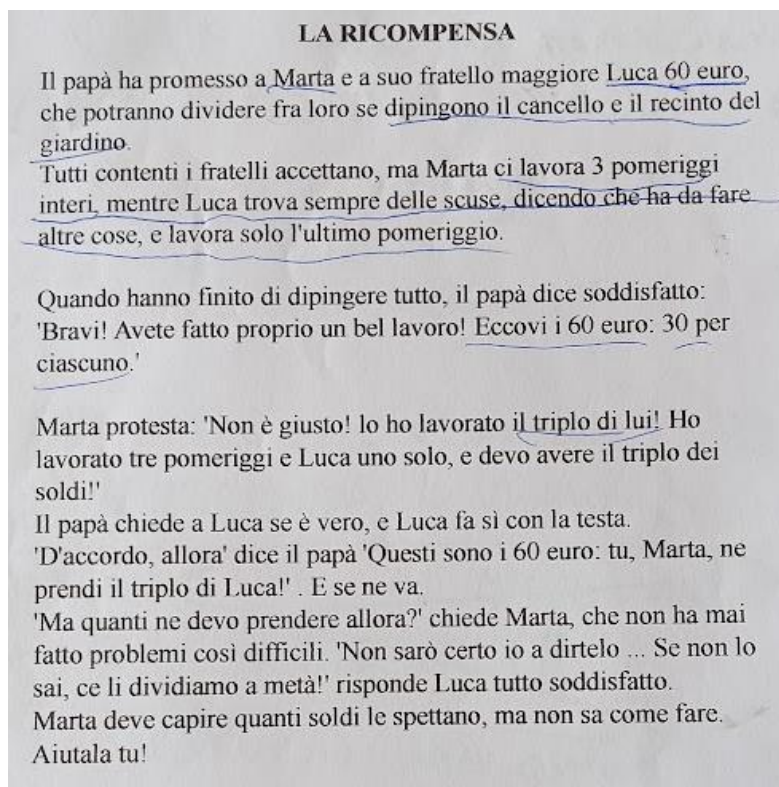 LA RICOMPENSA
Il papà ha promesso a Marta e a suo fratello maggiore Luca 60 euro,
che potranno dividere fra loro se dipingono il cancello e il recinto del
giardino.
Tutti contenti i fratelli accettano, ma Marta ci lavora 3 pomeriggi
interi, mentre Luca trova sempre delle scuse, dicendo che ha da fare
altre cose, e lavora solo l'ultimo pomeriggio.
Quando hanno finito di dipingere tutto, il papà dice soddisfatto:
'Bravi! Avete fatto proprio un bel lavoro! Eccovi i 60 euro: 30 per
ciascuno.'
Marta protesta: 'Non è giusto! lo ho lavorato il triplo di lui! Ho
lavorato tre pomeriggi e Luca uno solo, e devo avere il triplo dei
soldi!'
Il papà chiede a Luca se è vero, e Luca fa sì con la testa.
'D'accordo, allora' dice il papà 'Questi sono i 60 euro: tu, Marta, ne
prendi il triplo di Luca!' . E se ne va.
'Ma quanti ne devo prendere allora?' chiede Marta, che non ha mai
fatto problemi così difficili. 'Non sarò certo io a dirtelo ... Se non lo
sai, ce li dividiamo a metà!' risponde Luca tutto soddisfatto.
Marta deve capire quanti soldi le spettano, ma non sa come fare.
Aiutala tu!